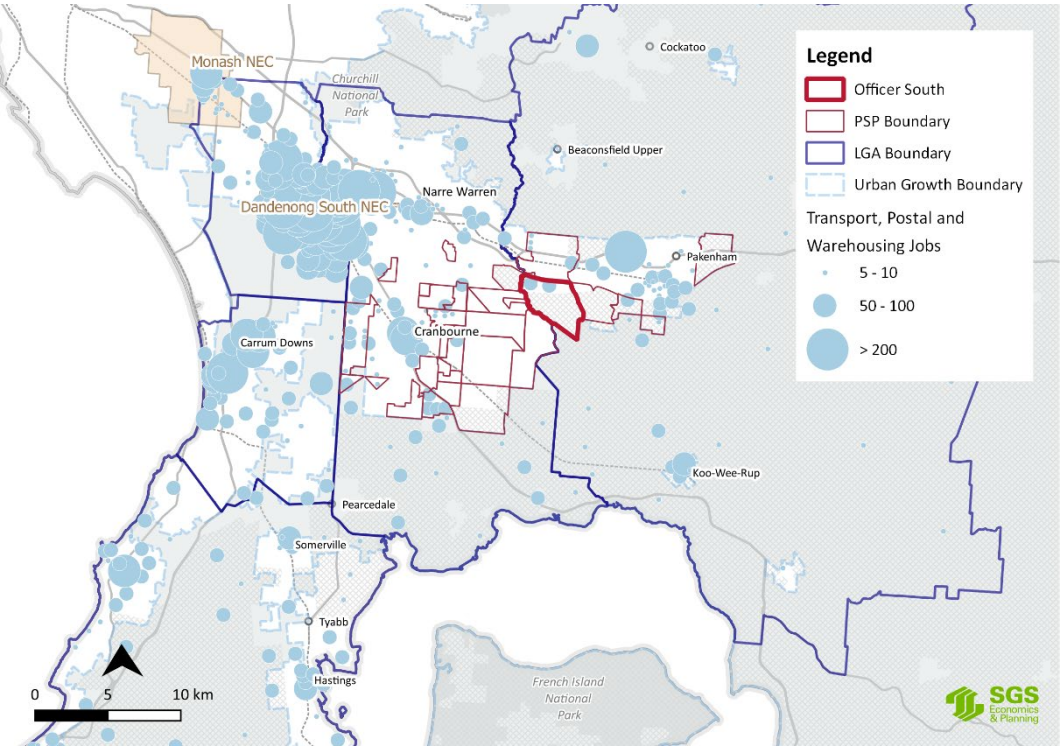 Monash NEC
Churchill
National
Park
Cockatoo
Beaconsfield Upper
Narre Warren
Dandenong South NEC
Pakenham
Cranbourne
Carrum Downs
Koo-Wee-Rup
Pearcedale
Somerville
Tyabb
Hastings
French Island
National
Park
Legend
Officer South
PSP Boundary
LGA Boundary
Urban Growth Boundary
Transport, Postal and
Warehousing Jobs
5 - 10
50 - 100
> 200
0 5 10 km
SGS
Economics
& Planning